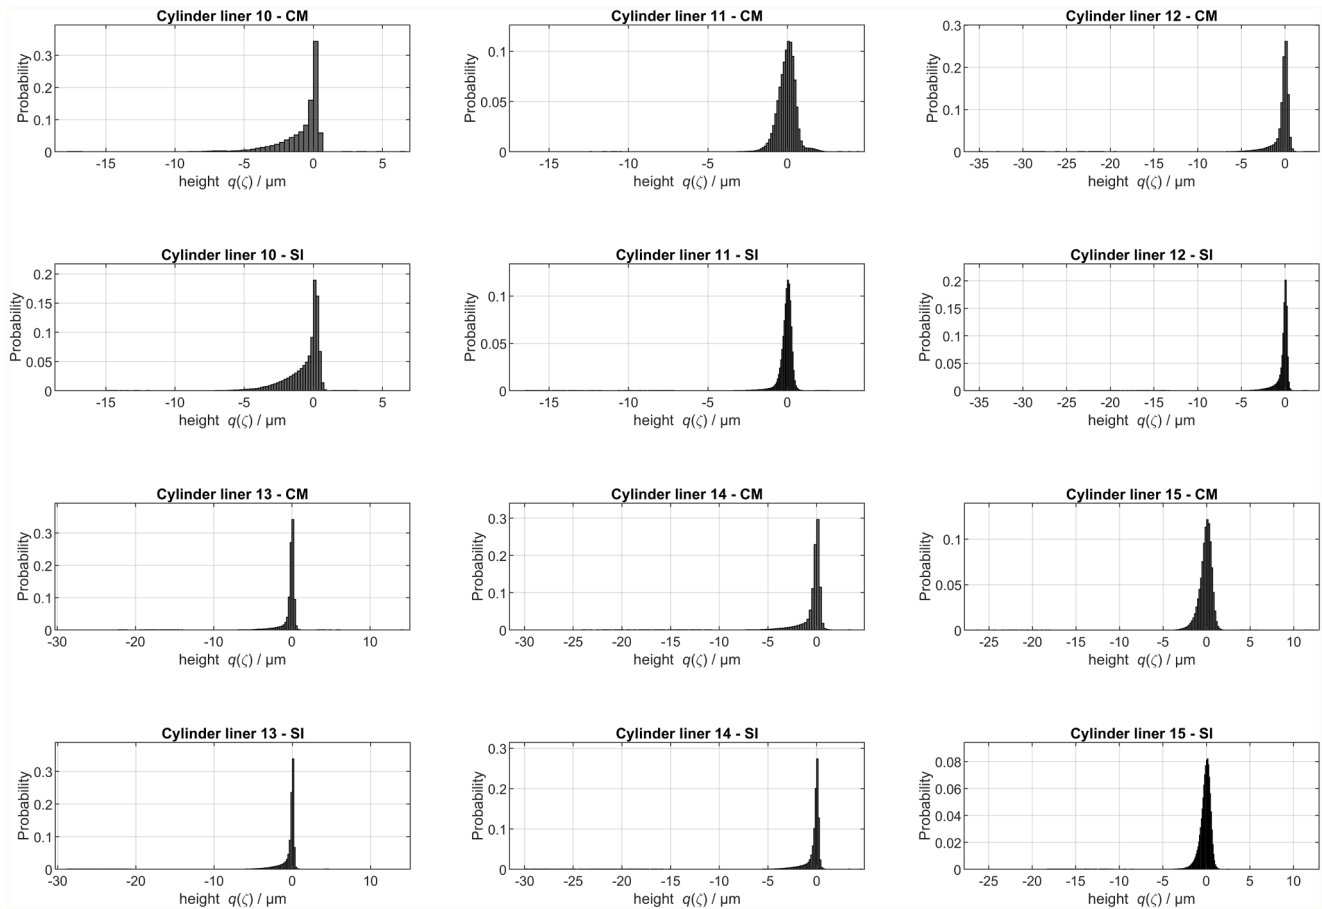 Cylinder liner 10 - CM
Probability
0.3
0.2
0.1
0
-15 -10 -5 0 5
height q(ζ) / μm
Cylinder liner 11 - CM
Probability
0.1
0.05
0
-15 -10 -5 0
height q(ζ) / μm
Cylinder liner 12 - CM
Probability
0.3
0.2
0.1
0
-35 -30 -25 -20 -15 -10 -5 0
height q(ζ) / μm
Cylinder liner 10 - SI
Probability
0.2
0.15
0.1
0.05
0
-15 -10 -5 0 5
height q(ζ) / μm
Cylinder liner 11 - SI
Probability
0.1
0.05
0
-15 -10 -5 0
height q(ζ) / μm
Cylinder liner 12 - SI
Probability
0.2
0.15
0.1
0.05
0
-35 -30 -25 -20 -15 -10 -5 0
height q(ζ) / μm
Cylinder liner 13 - CM
Probability
0.3
0.2
0.1
0
-30 -20 -10 0 10
height q(ζ) / μm
Cylinder liner 14 - CM
Probability
0.3
0.2
0.1
0
-30 -25 -20 -15 -10 -5 0
height q(ζ) / μm
Cylinder liner 15 - CM
Probability
0.1
0.05
0
-25 -20 -15 -10 -5 0 5 10
height q(ζ) / μm
Cylinder liner 13 - SI
Probability
0.3
0.2
0.1
0
-30 -20 -10 0 10
height q(ζ) / μm
Cylinder liner 14 - SI
Probability
0.3
0.2
0.1
0
-30 -25 -20 -15 -10 -5 0
height q(ζ) / μm
Cylinder liner 15 - SI
Probability
0.08
0.06
0.04
0.02
0
-25 -20 -15 -10 -5 0 5 10
height q(ζ) / μm